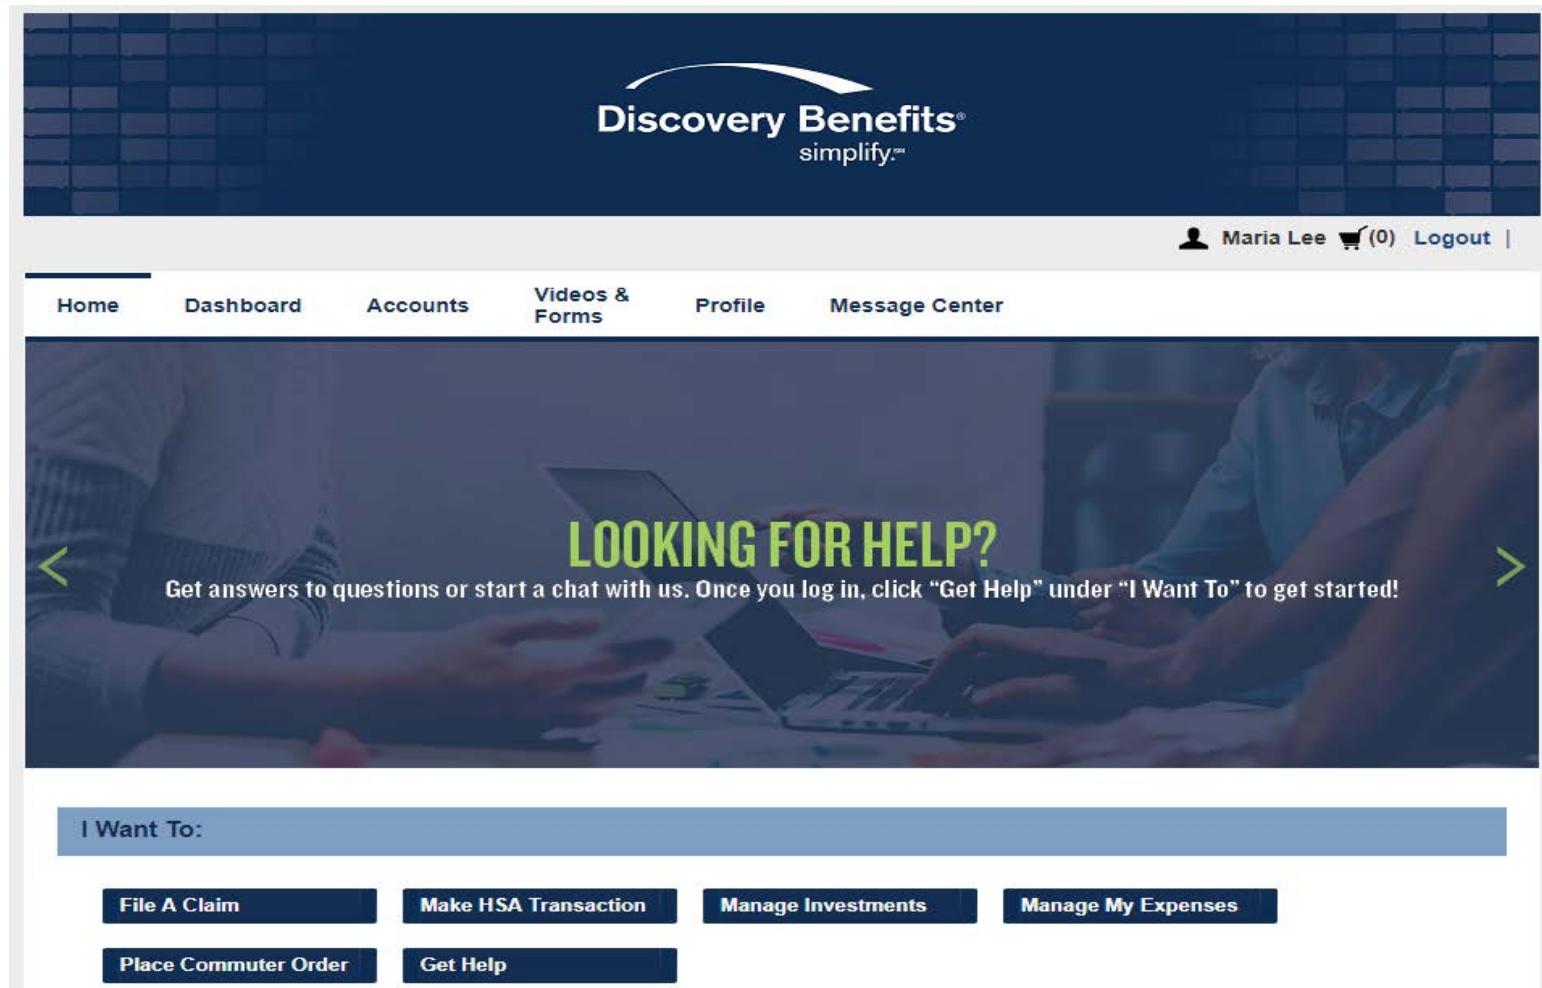 Discovery Benefits®
simplify.℠
Maria Lee (0) Logout |
Home Dashboard Accounts Videos & Forms Profile Message Center
LOOKING FOR HELP?
Get answers to questions or start a chat with us. Once you log in, click “Get Help” under “I Want To” to get started!
I Want To:
File A Claim Make HSA Transaction Manage Investments Manage My Expenses
Place Commuter Order Get Help